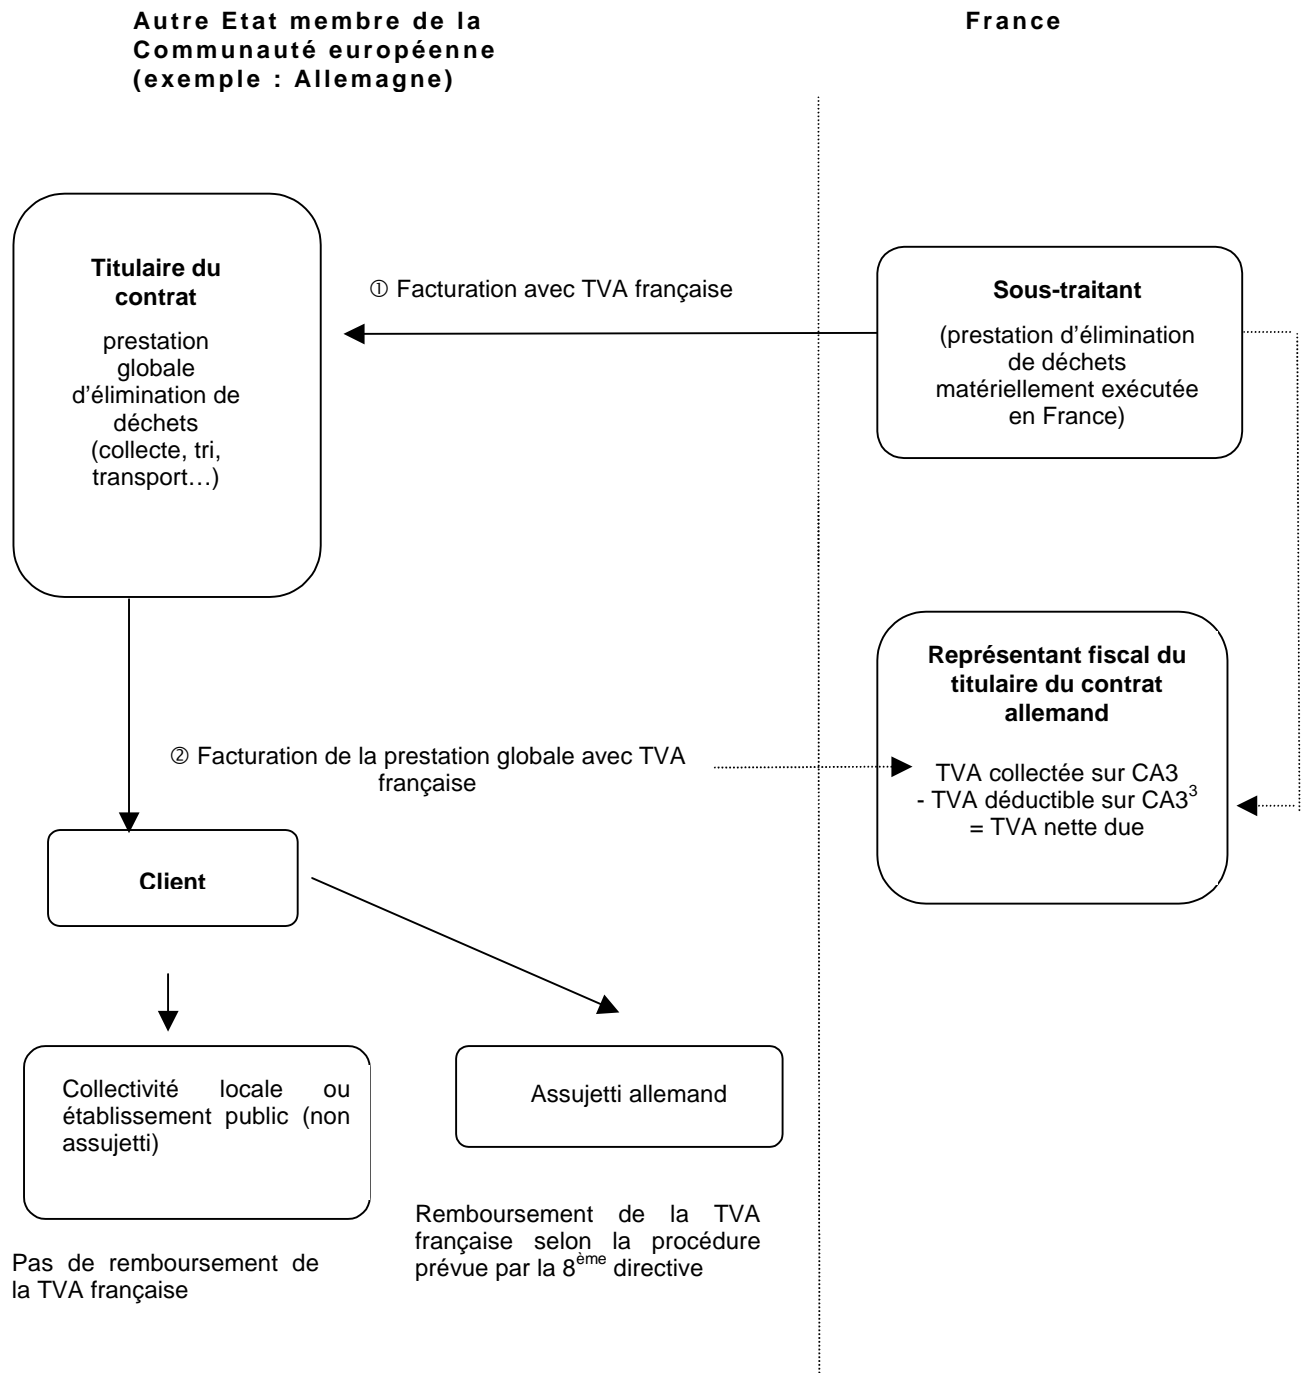 Autre Etat membre de la
Communauté européenne
(exemple : Allemagne)
France
Titulaire du
contrat
prestation
globale
d'élimination de
déchets
(collecte, tri,
transport…)
① Facturation avec TVA française
Sous-traitant
(prestation d'élimination
de déchets
matériellement exécutée
en France)
Représentant fiscal du
titulaire du contrat
allemand
TVA collectée sur CA3
- TVA déductible sur CA3³
= TVA nette due
② Facturation de la prestation globale avec TVA
française
Client
Collectivité locale ou
établissement public (non
assujetti)
Assujetti allemand
Pas de remboursement de
la TVA française
Remboursement de la TVA
française selon la procédure
prévue par la 8ème directive